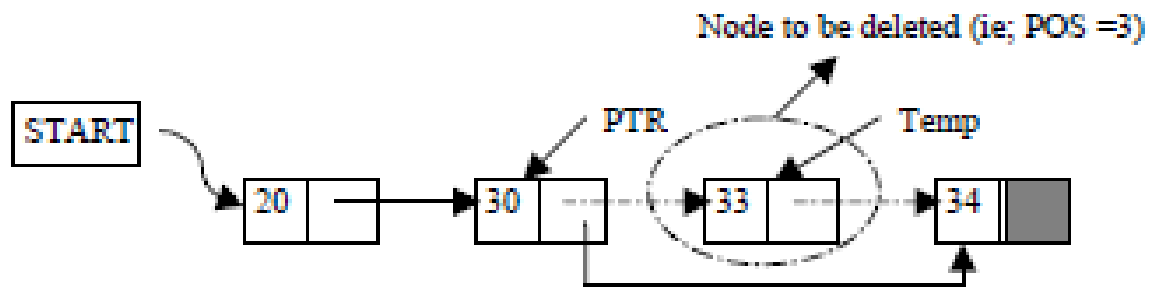 Node to be deleted (ie; POS =3)
START
PTR
Temp
20
30
33
34